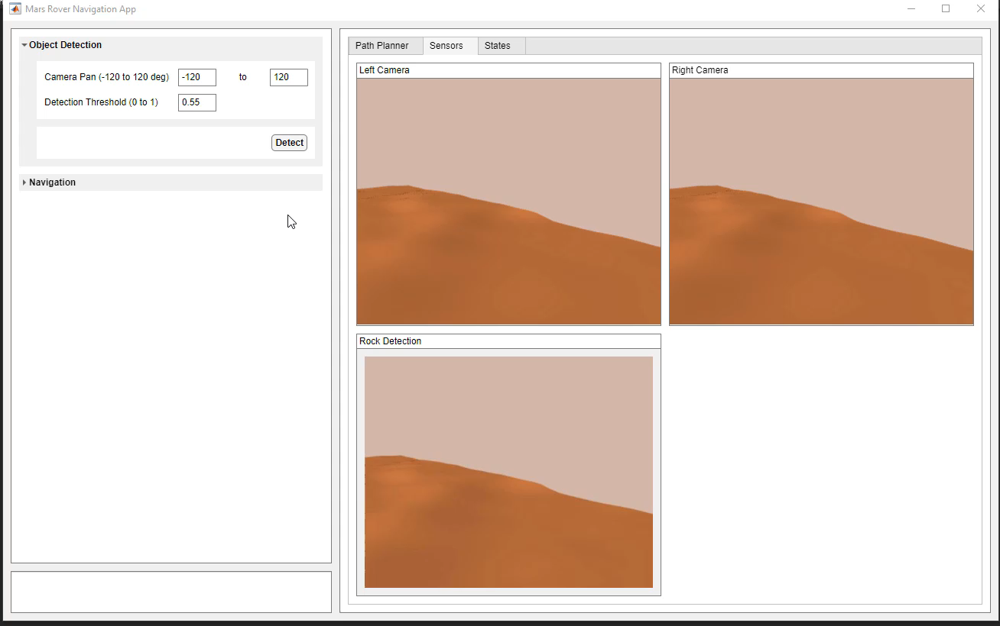 Mars Rover Navigation App
Object Detection
Camera Pan (-120 to 120 deg) -120 to 120
Detection Threshold (0 to 1) 0.55
Detect
Navigation
Path Planner Sensors States
Left Camera
Right Camera
Rock Detection